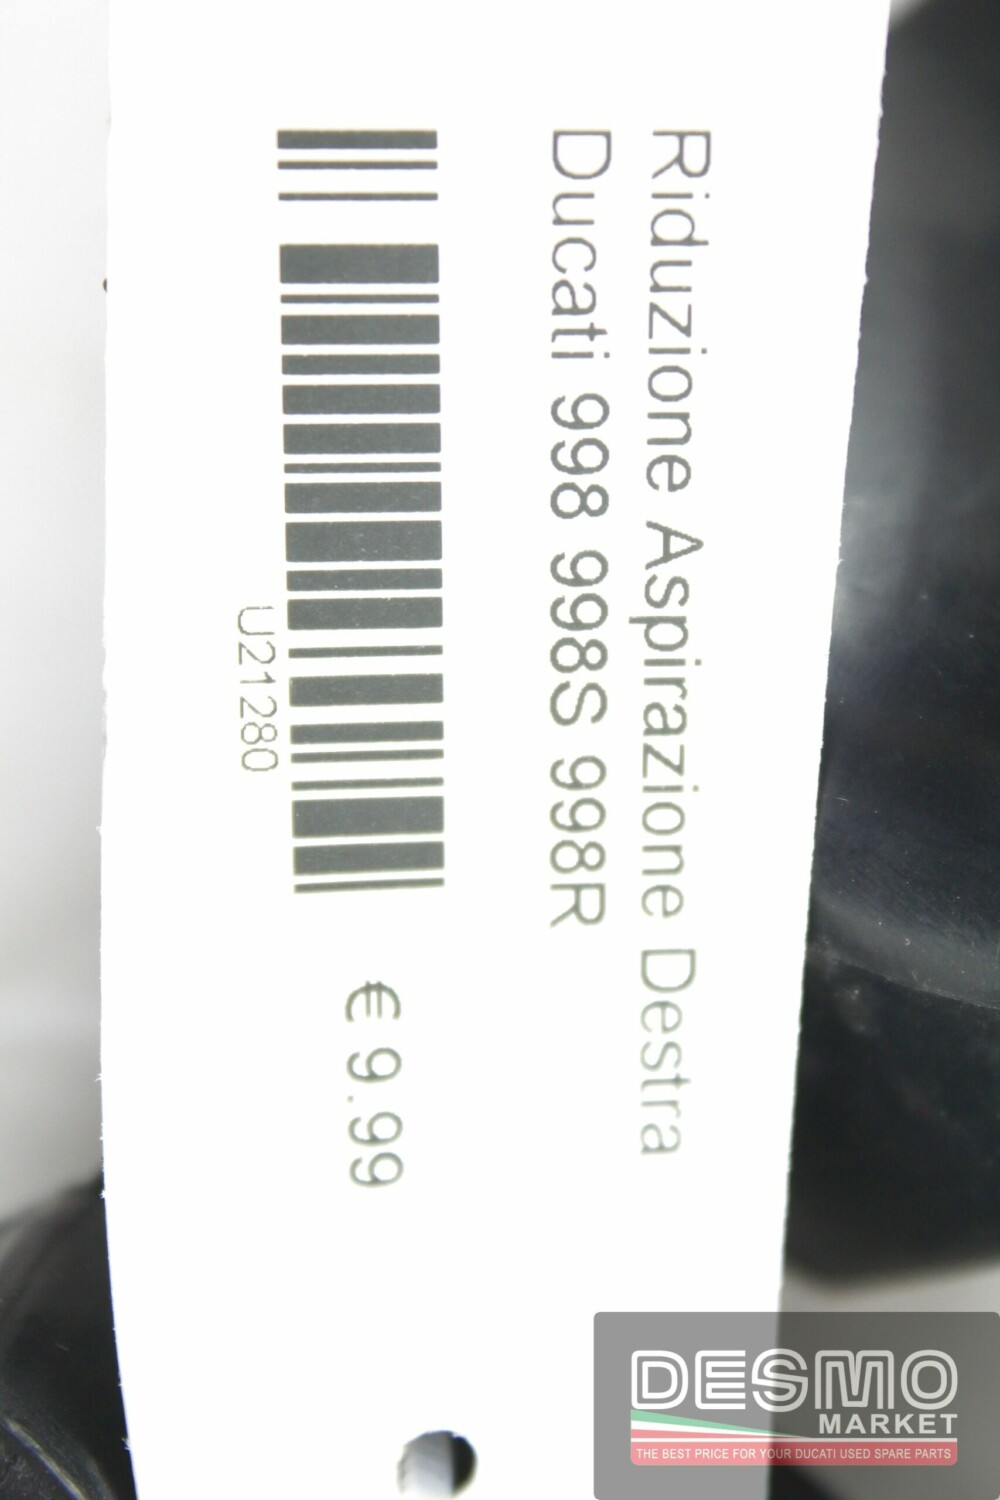 Riduzione Aspirazione Destra
Ducati 998 998S 998R
€ 9.99
U21280
DESMO
MARKET
THE BEST PRICE FOR YOUR DUCATI USED SPARE PARTS